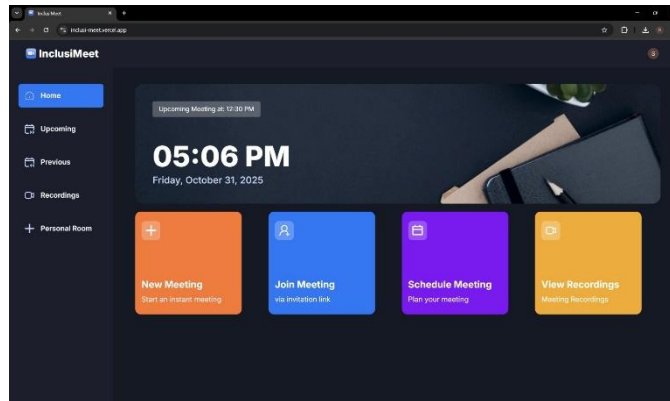 InclusiMeet
inclusi-meet.vercel.app
InclusiMeet
S
Home
Upcoming
Previous
Recordings
Personal Room
Upcoming Meeting at: 12:30 PM
05:06 PM
Friday, October 31, 2025
New Meeting
Start an instant meeting
Join Meeting
via invitation link
Schedule Meeting
Plan your meeting
View Recordings
Meeting Recordings